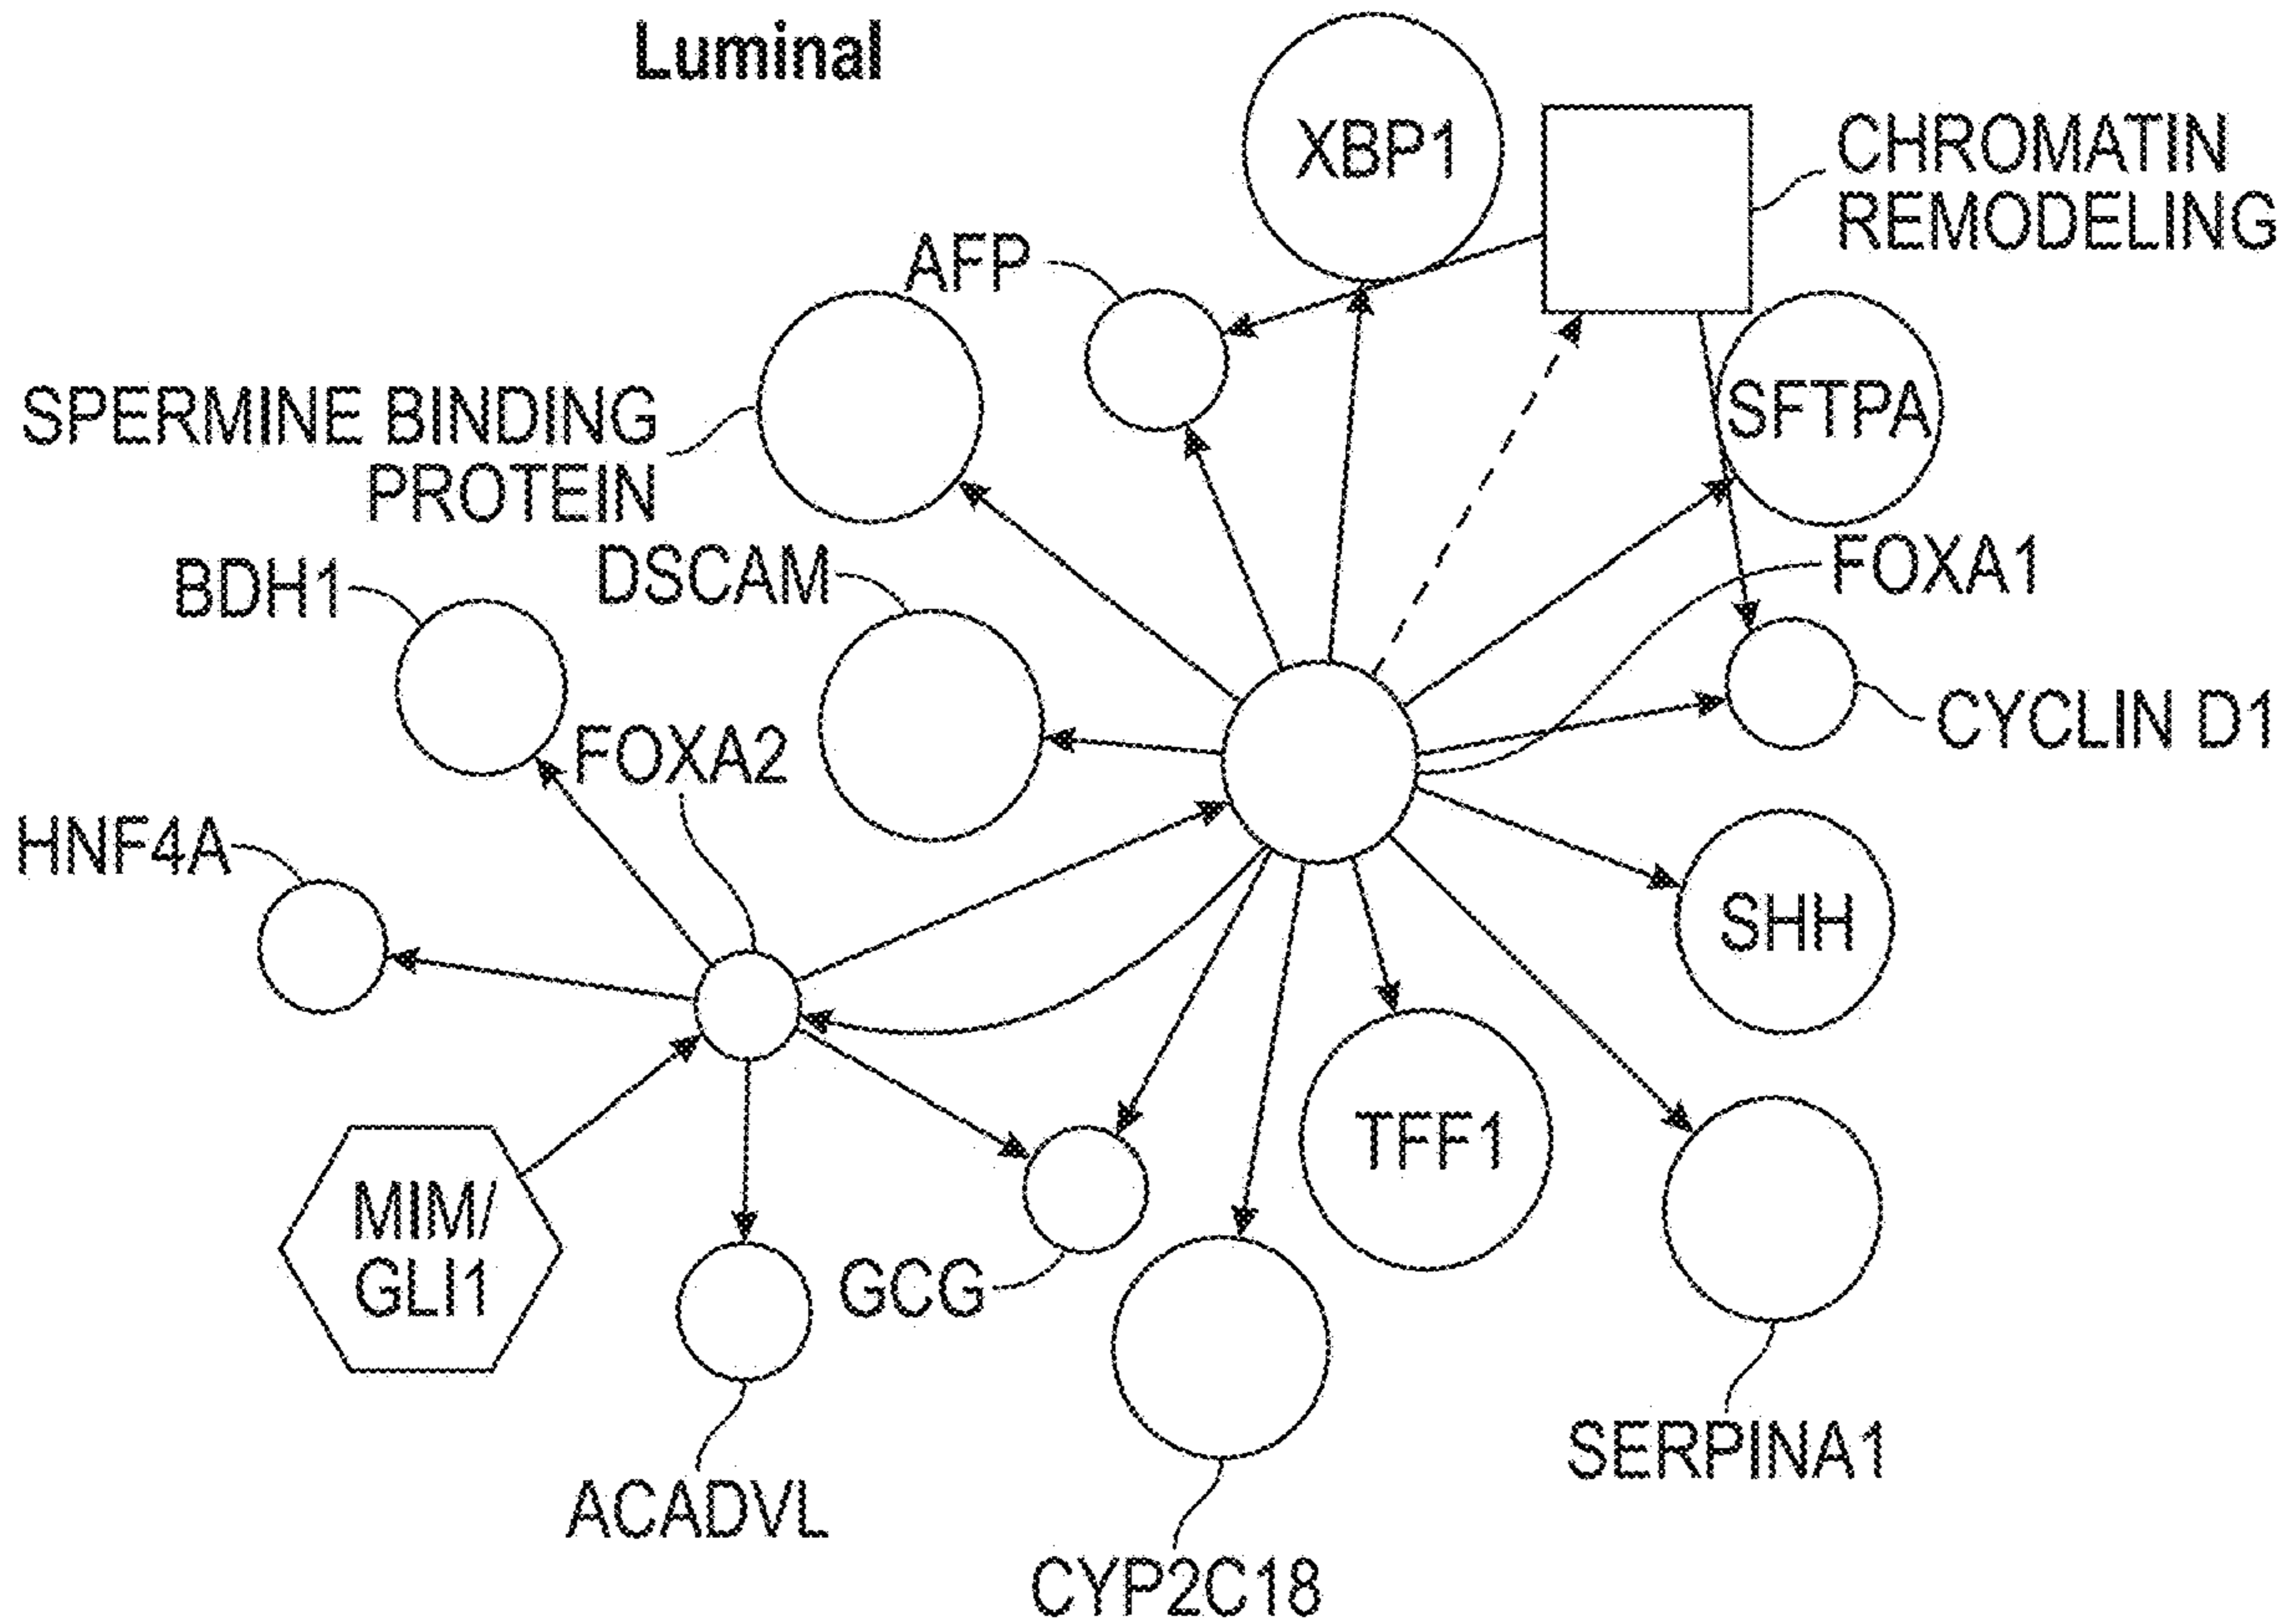 Luminal
XBP1
CHROMATIN
REMODELING
AFP
SPERMINE BINDING
PROTEIN
SFTPA
BDH1
DSCAM
FOXA1
FOXA2
CYCLIN D1
HNF4A
SHH
MIM/
GLI1
TFF1
GCG
ACADVL
SERPINA1
CYP2C18